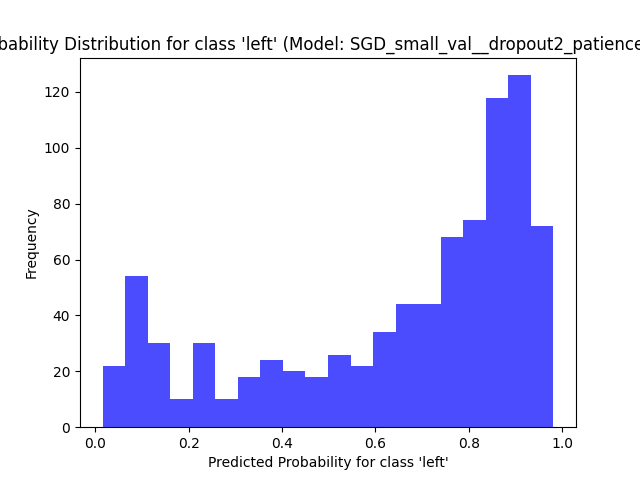 bability Distribution for class 'left' (Model: SGD_small_val__dropout2_patience
120
100
80
60
40
20
0
Frequency
0.0 0.2 0.4 0.6 0.8 1.0
Predicted Probability for class 'left'